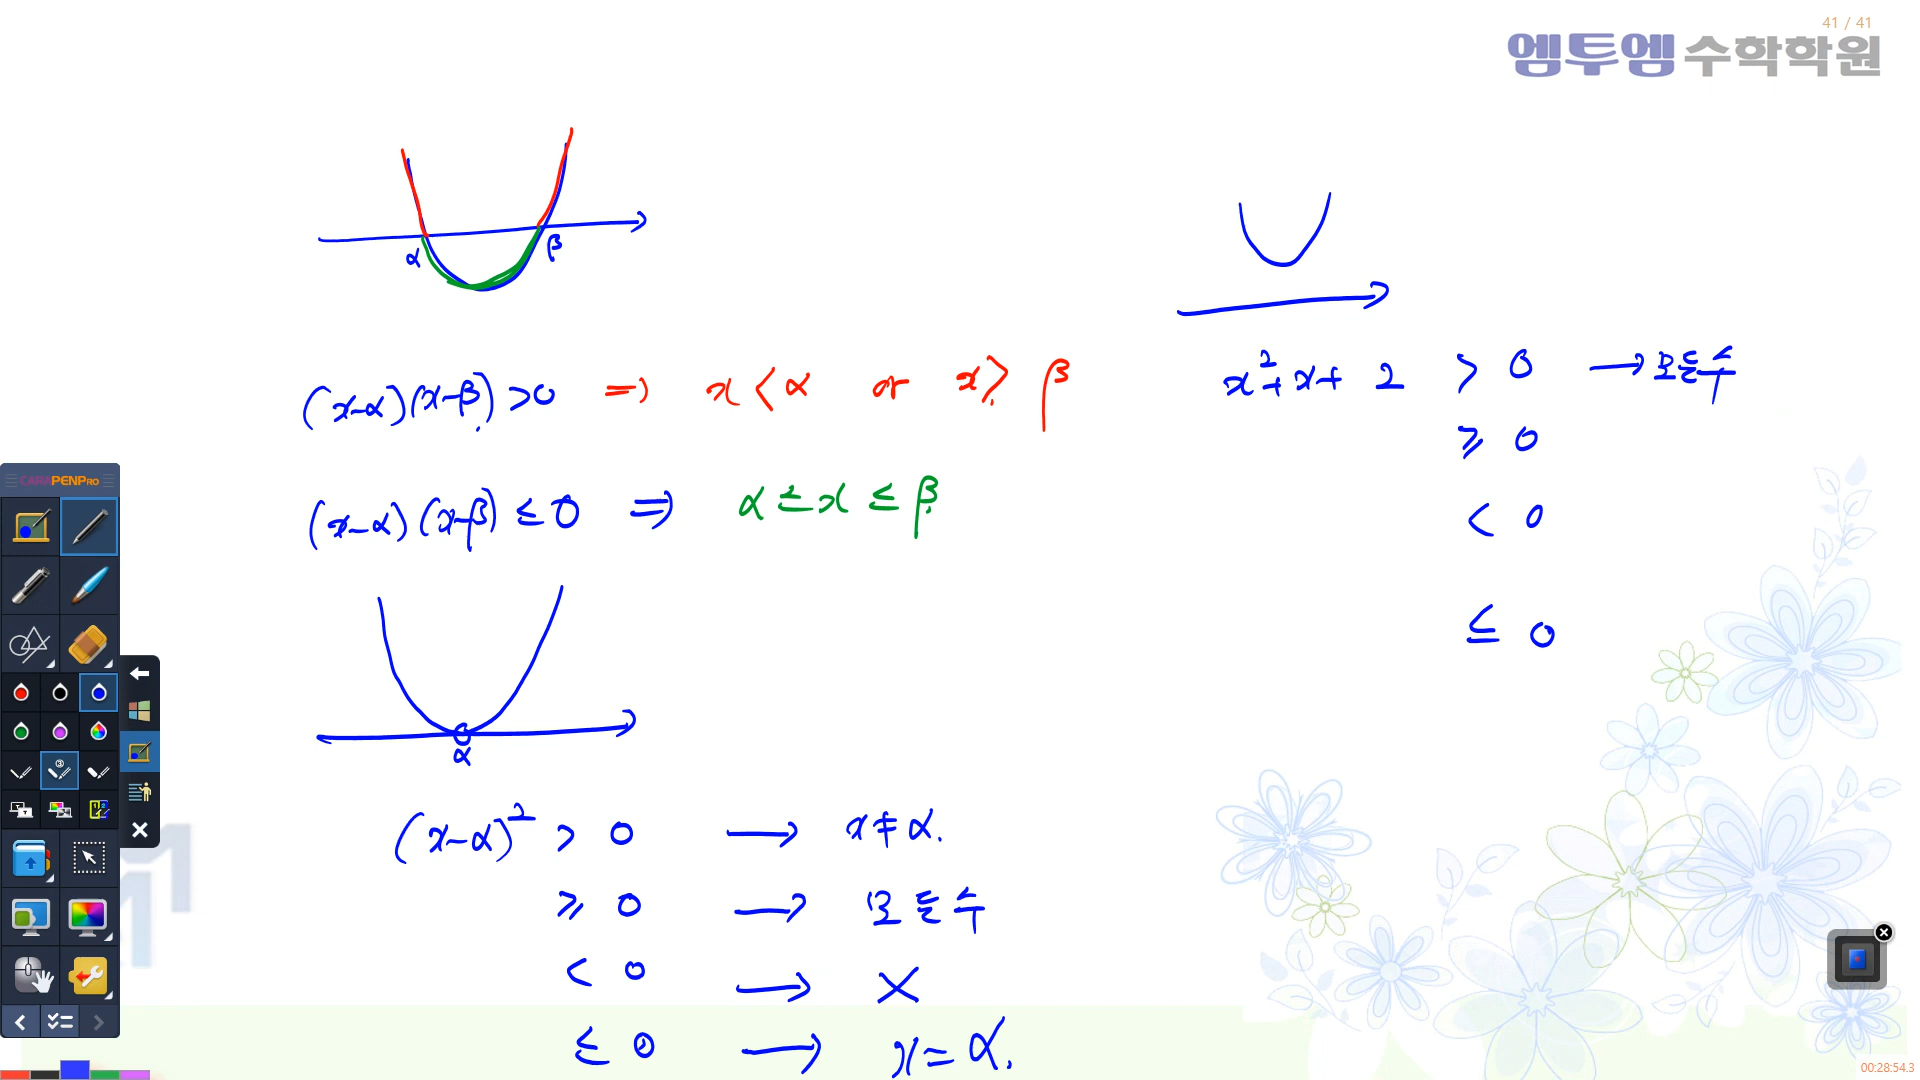 41 / 41
엠투엠 수학학원
α β
(x-α)(x-β)>0 ⇒ x<α or x>β
(x-α)(x-β)≤0 ⇒ α≤x≤β
α
(x-α)² > 0 → x≠α.
≥ 0 → 모든수
< 0 → X
≤ 0 → x=α.
x²+x+2 > 0 → 모든수
≥ 0
< 0
≤ 0
CARAPENPRO
00:28:54.3